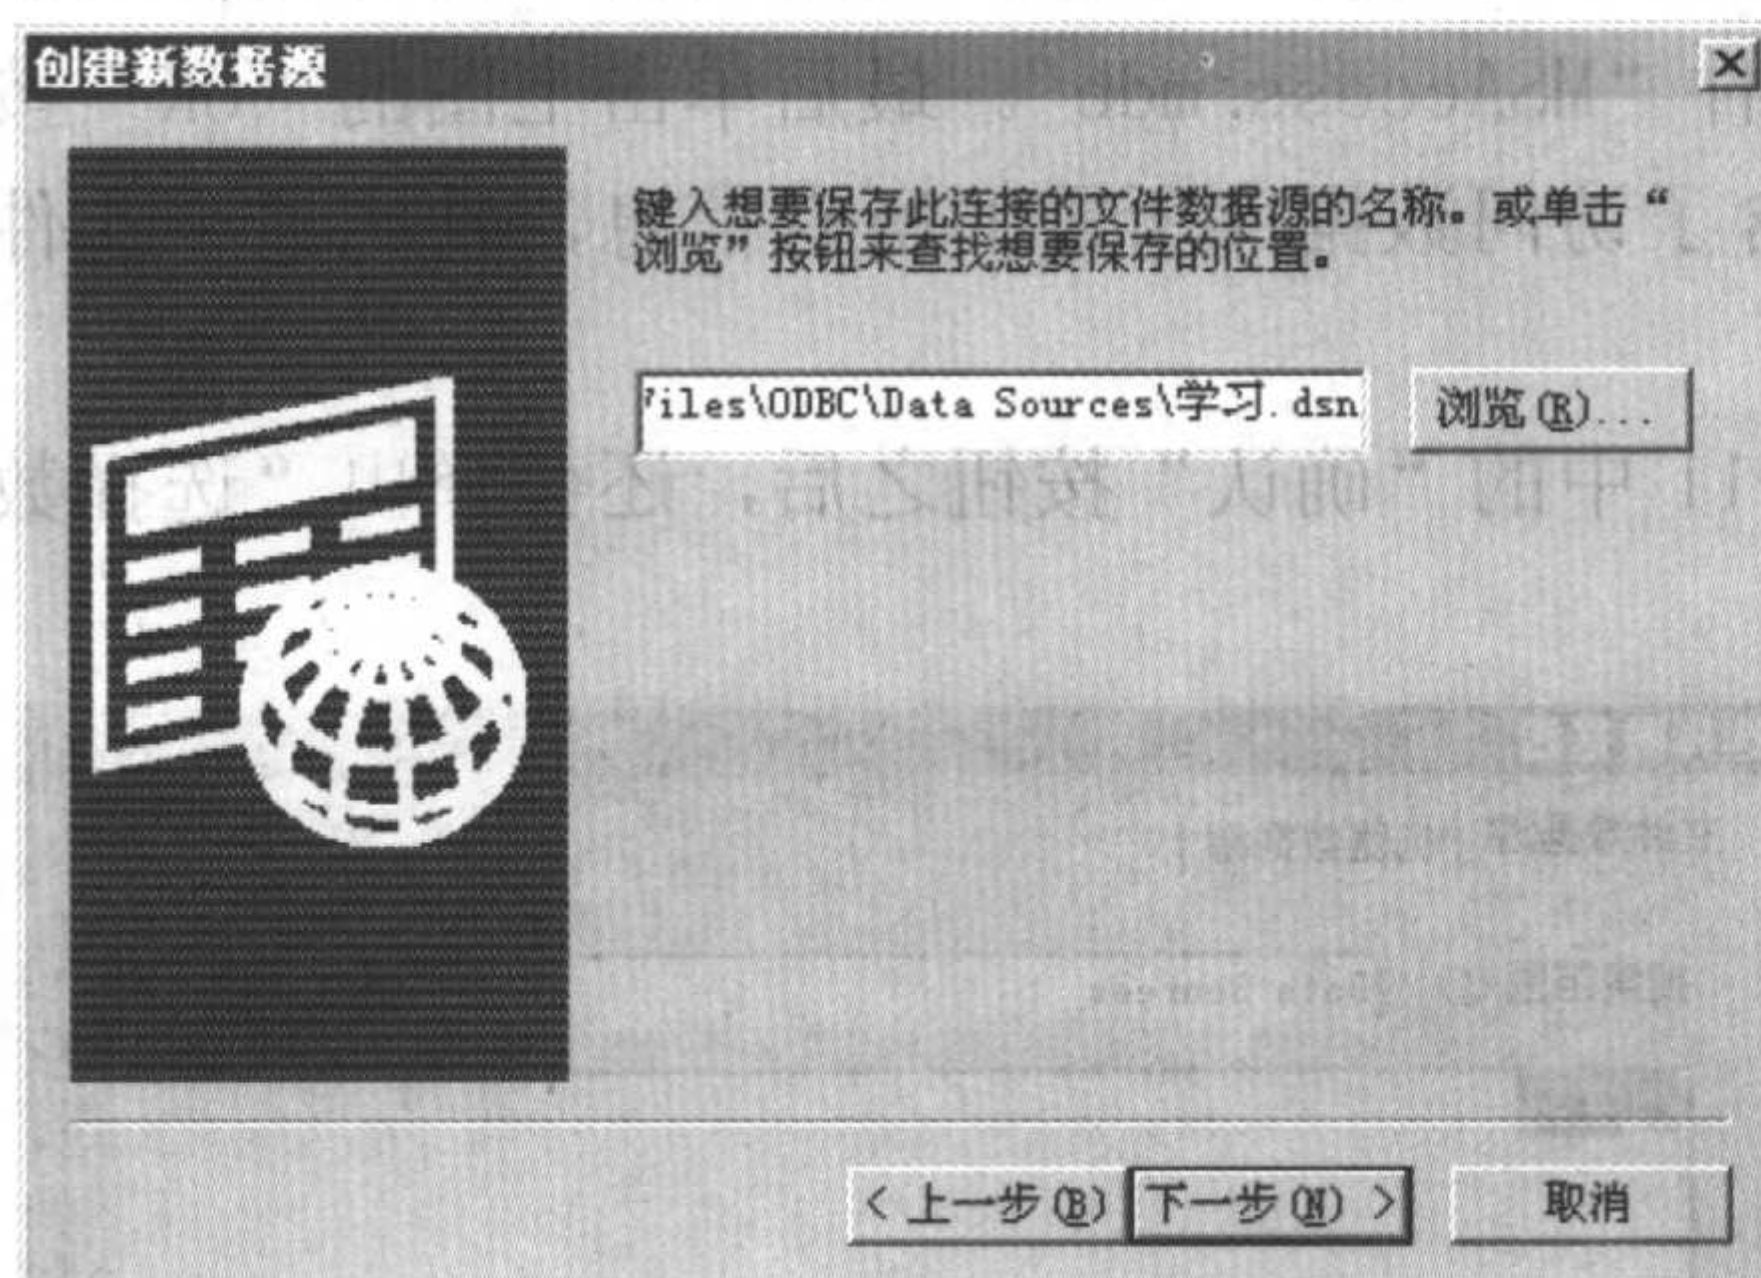 创建新数据源
键入想要保存此连接的文件数据源的名称。或单击“
浏览”按钮来查找想要保存的位置。
iles\ODBC\Data Sources\学习.dsn
浏览(R)...
<上一步(B)
下一步(N)>
取消